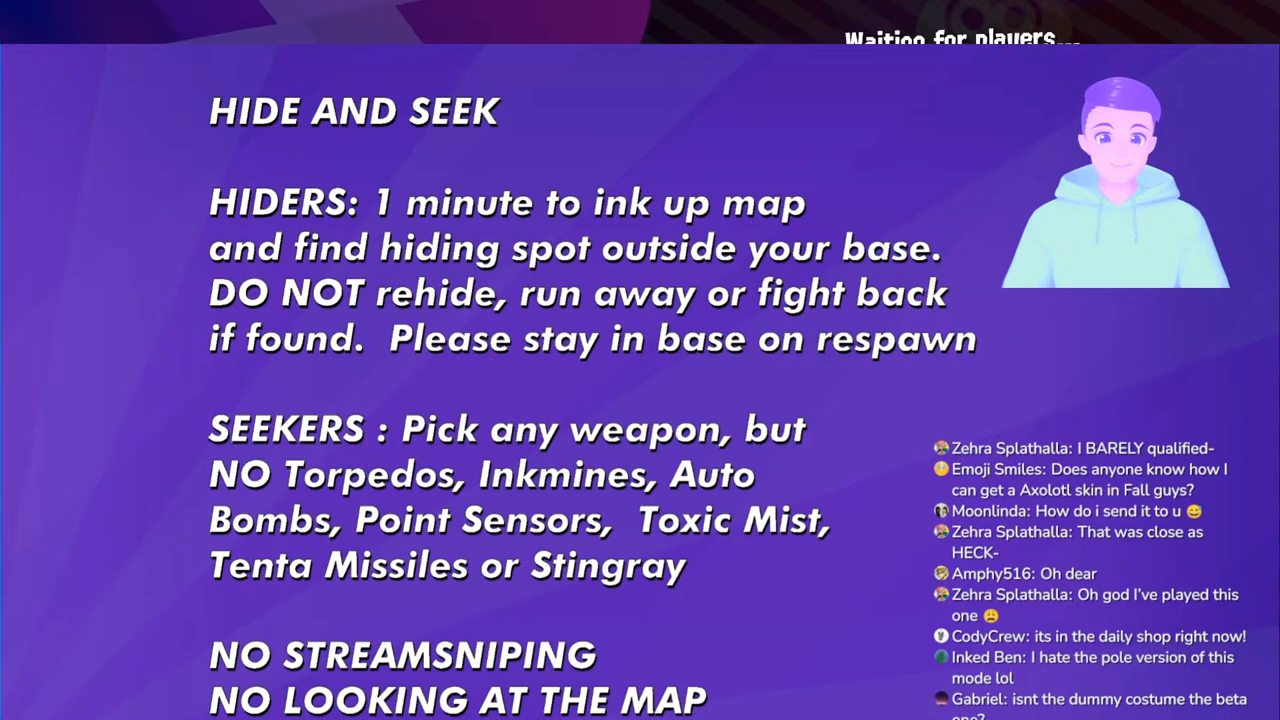 Waiting for players...
HIDE AND SEEK
HIDERS: 1 minute to ink up map
and find hiding spot outside your base.
DO NOT rehide, run away or fight back
if found. Please stay in base on respawn
SEEKERS : Pick any weapon, but
NO Torpedos, Inkmines, Auto
Bombs, Point Sensors, Toxic Mist,
Tenta Missiles or Stingray
NO STREAMSNIPING
NO LOOKING AT THE MAP
Zehra Splathalla: I BARELY qualified-
Emoji Smiles: Does anyone know how I
can get a Axolotl skin in Fall guys?
Moonlinda: How do i send it to u 😅
Zehra Splathalla: That was close as
HECK-
Amphy516: Oh dear
Zehra Splathalla: Oh god I've played this
one 😩
CodyCrew: its in the daily shop right now!
Inked Ben: I hate the pole version of this
mode lol
Gabriel: isnt the dummy costume the beta
one?